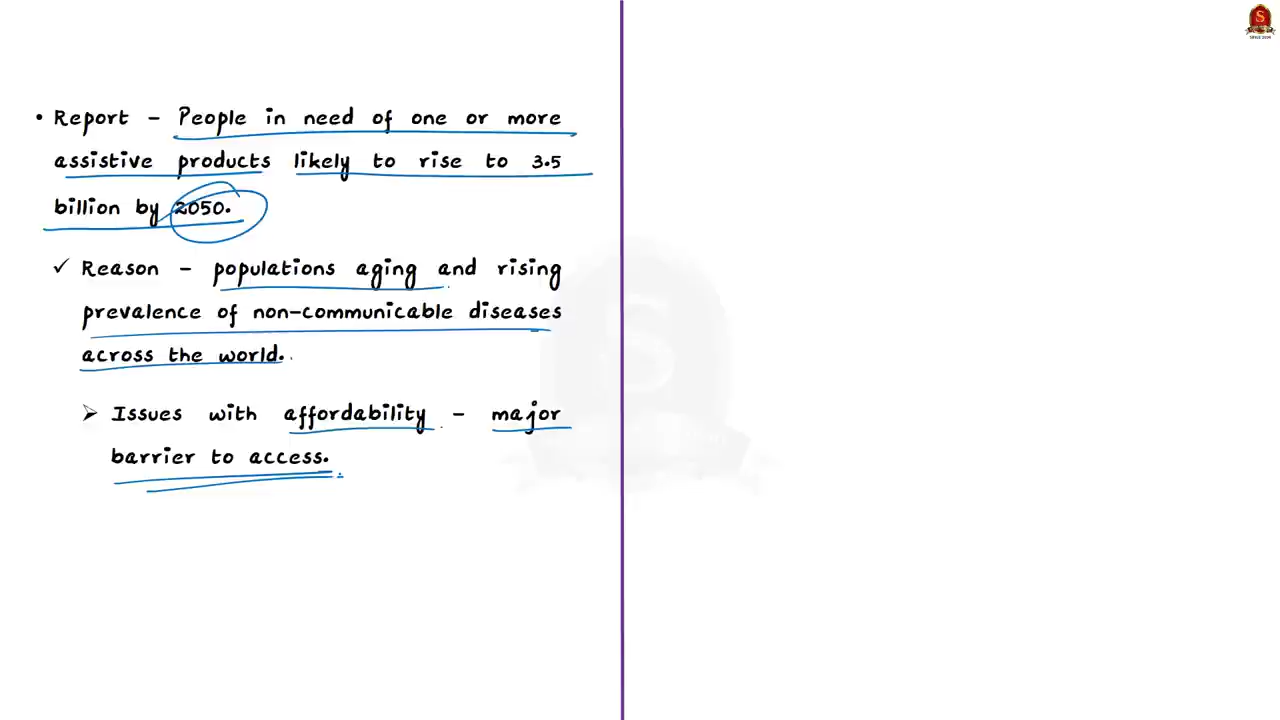 • Report - People in need of one or more
assistive products likely to rise to 3.5
billion by 2050.
✓ Reason - populations aging and rising
prevalence of non-communicable diseases
across the world.
➢ Issues with affordability - major
barrier to access.
S